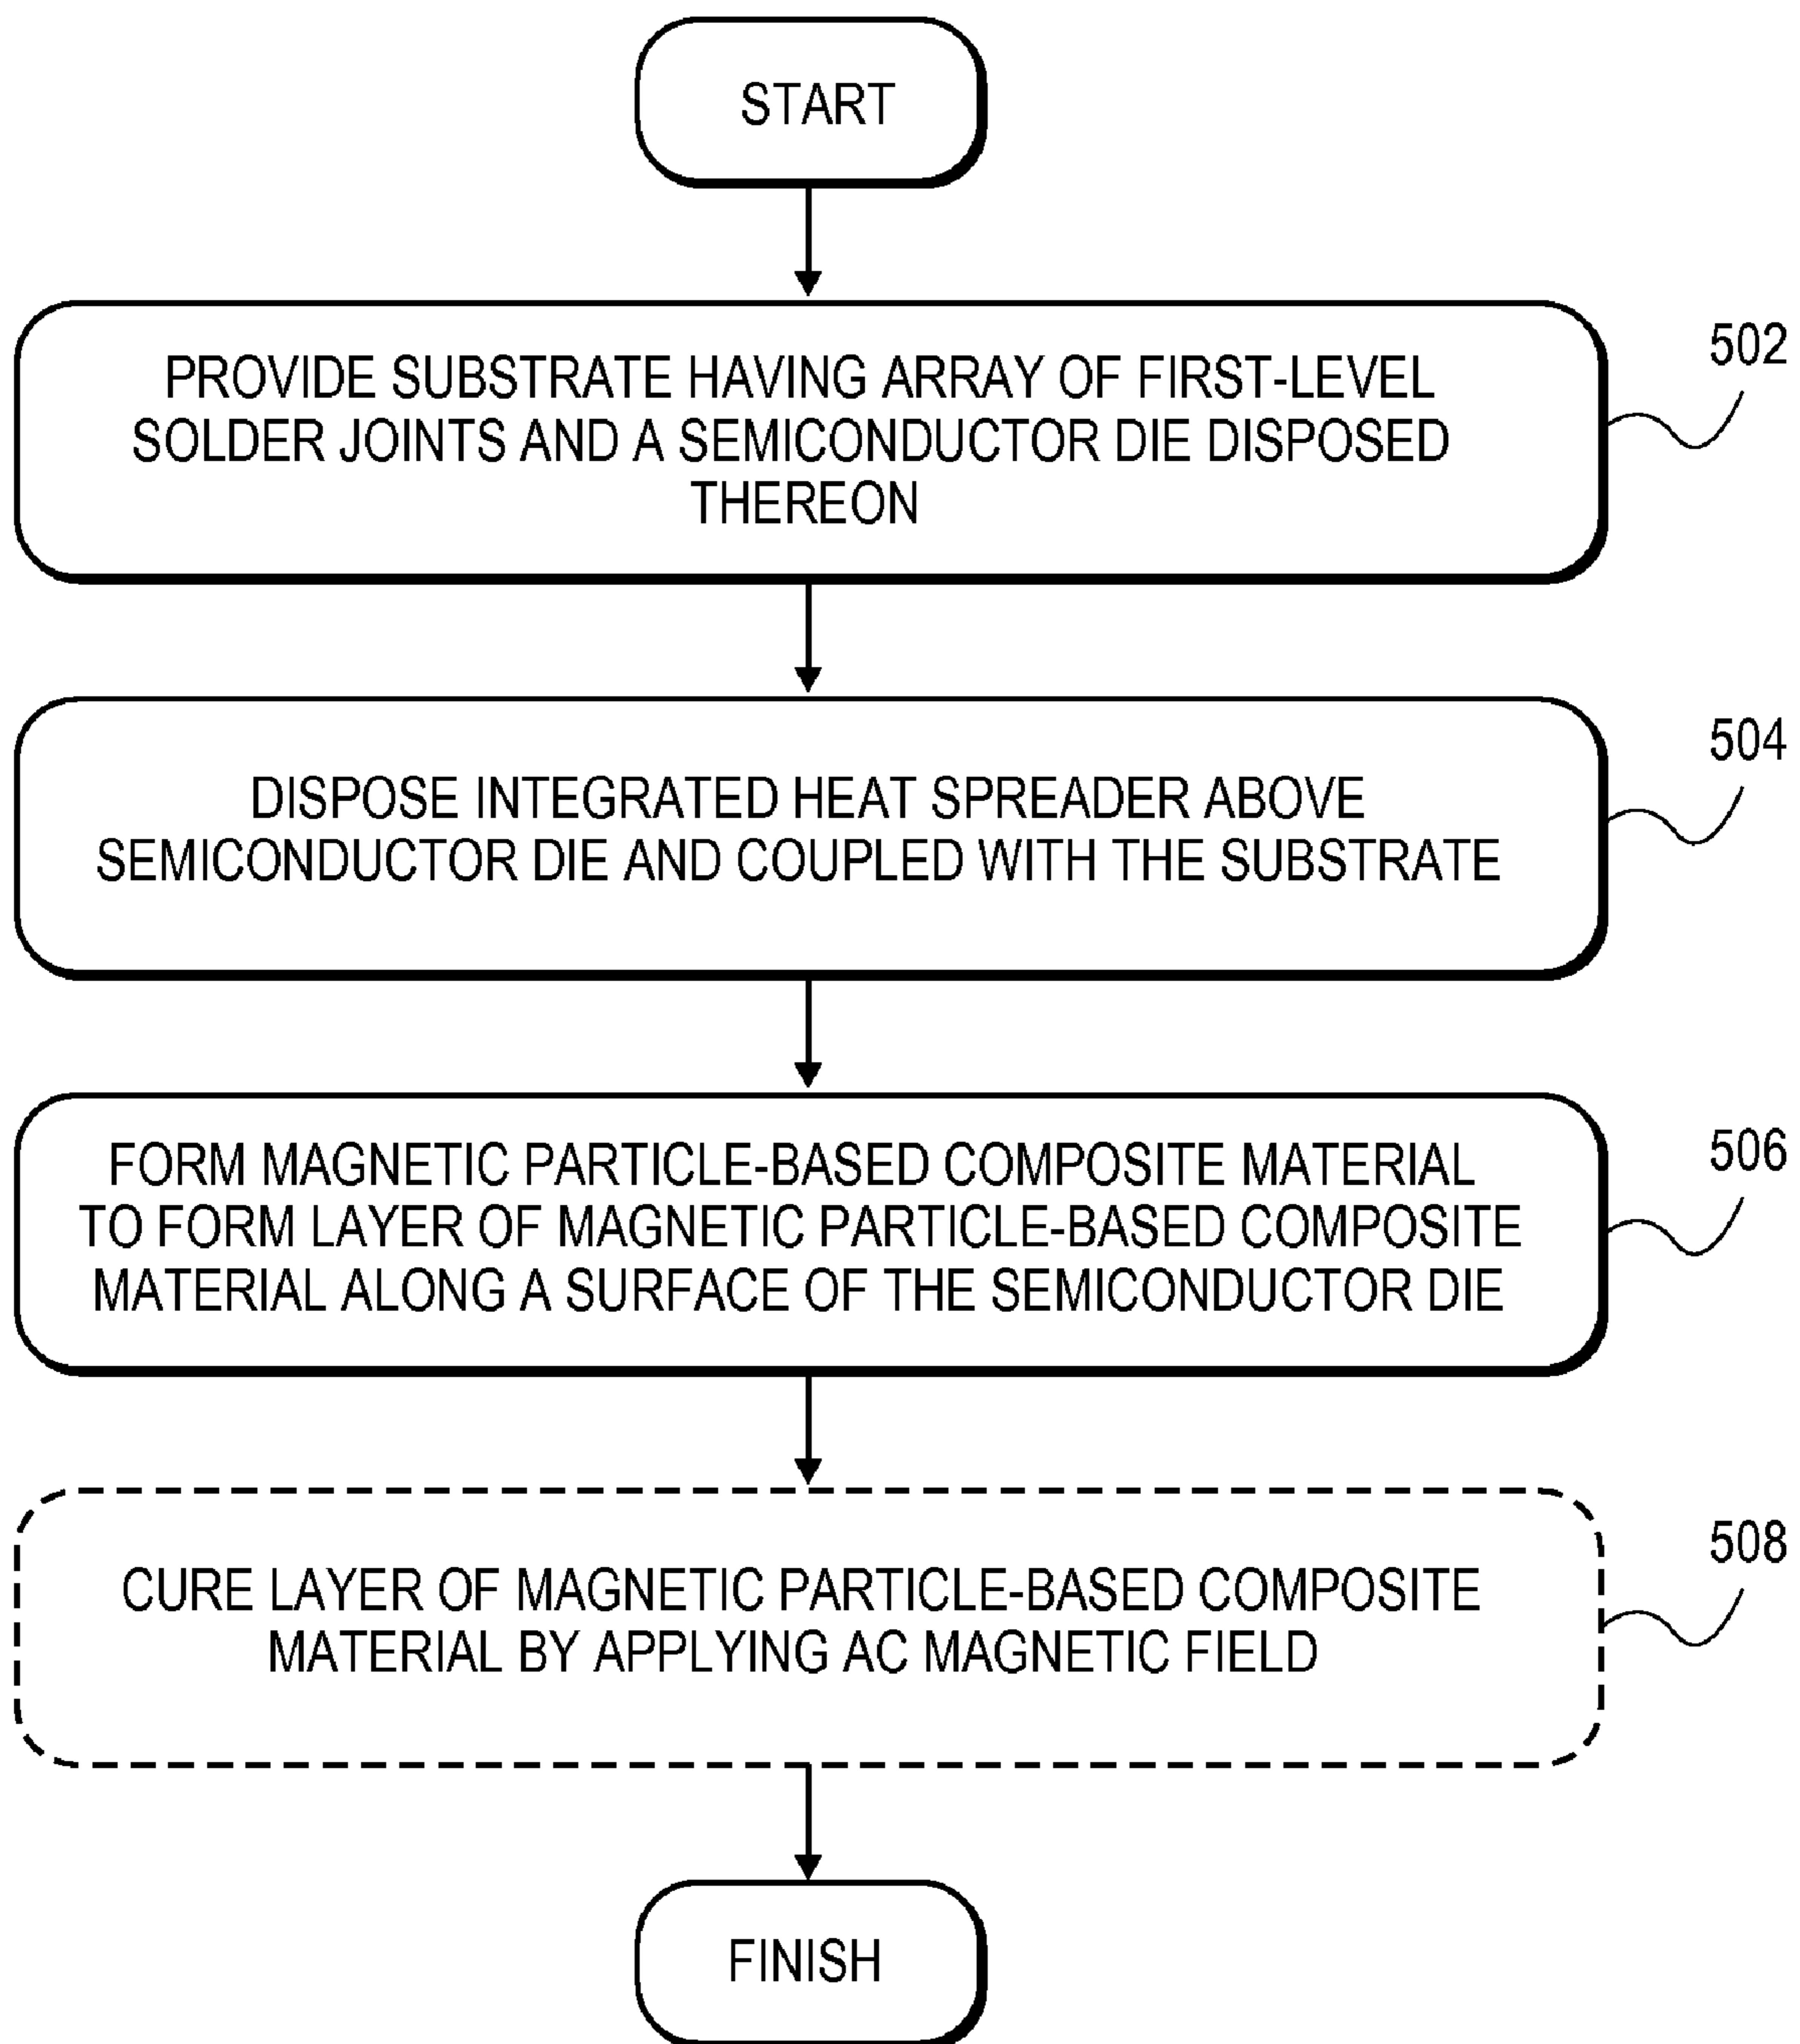 START
PROVIDE SUBSTRATE HAVING ARRAY OF FIRST-LEVEL
SOLDER JOINTS AND A SEMICONDUCTOR DIE DISPOSED
THEREON
502
DISPOSE INTEGRATED HEAT SPREADER ABOVE
SEMICONDUCTOR DIE AND COUPLED WITH THE SUBSTRATE
504
FORM MAGNETIC PARTICLE-BASED COMPOSITE MATERIAL
TO FORM LAYER OF MAGNETIC PARTICLE-BASED COMPOSITE
MATERIAL ALONG A SURFACE OF THE SEMICONDUCTOR DIE
506
CURE LAYER OF MAGNETIC PARTICLE-BASED COMPOSITE
MATERIAL BY APPLYING AC MAGNETIC FIELD
508
FINISH